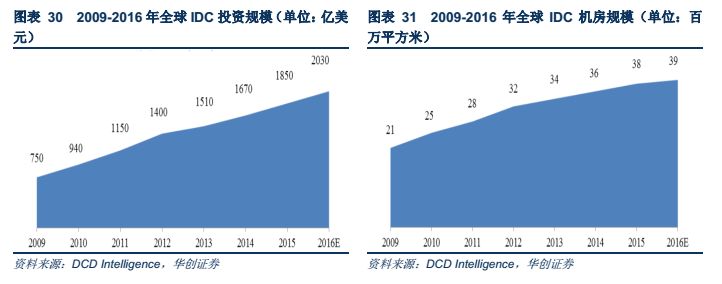 图表 30 2009-2016 年全球 IDC 投资规模（单位：亿美
元）
2030
1850
1670
1510
1400
1150
940
750
2009 2010 2011 2012 2013 2014 2015 2016E
资料来源：DCD Intelligence，华创证券
图表 31 2009-2016 年全球 IDC 机房规模（单位：百
万平方米）
39
38
36
34
32
28
25
21
2009 2010 2011 2012 2013 2014 2015 2016E
资料来源：DCD Intelligence，华创证券